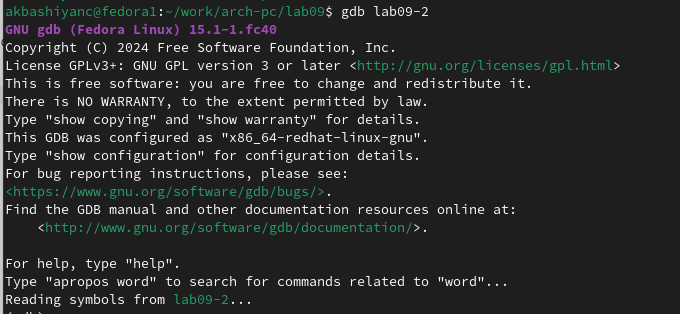 akbashiyanc@fedora1:~/work/arch-pc/lab09$ gdb lab09-2
GNU gdb (Fedora Linux) 15.1-1.fc40
Copyright (C) 2024 Free Software Foundation, Inc.
License GPLv3+: GNU GPL version 3 or later <http://gnu.org/licenses/gpl.html>
This is free software: you are free to change and redistribute it.
There is NO WARRANTY, to the extent permitted by law.
Type "show copying" and "show warranty" for details.
This GDB was configured as "x86_64-redhat-linux-gnu".
Type "show configuration" for configuration details.
For bug reporting instructions, please see:
<https://www.gnu.org/software/gdb/bugs/>.
Find the GDB manual and other documentation resources online at:
    <http://www.gnu.org/software/gdb/documentation/>.

For help, type "help".
Type "apropos word" to search for commands related to "word"...
Reading symbols from lab09-2...